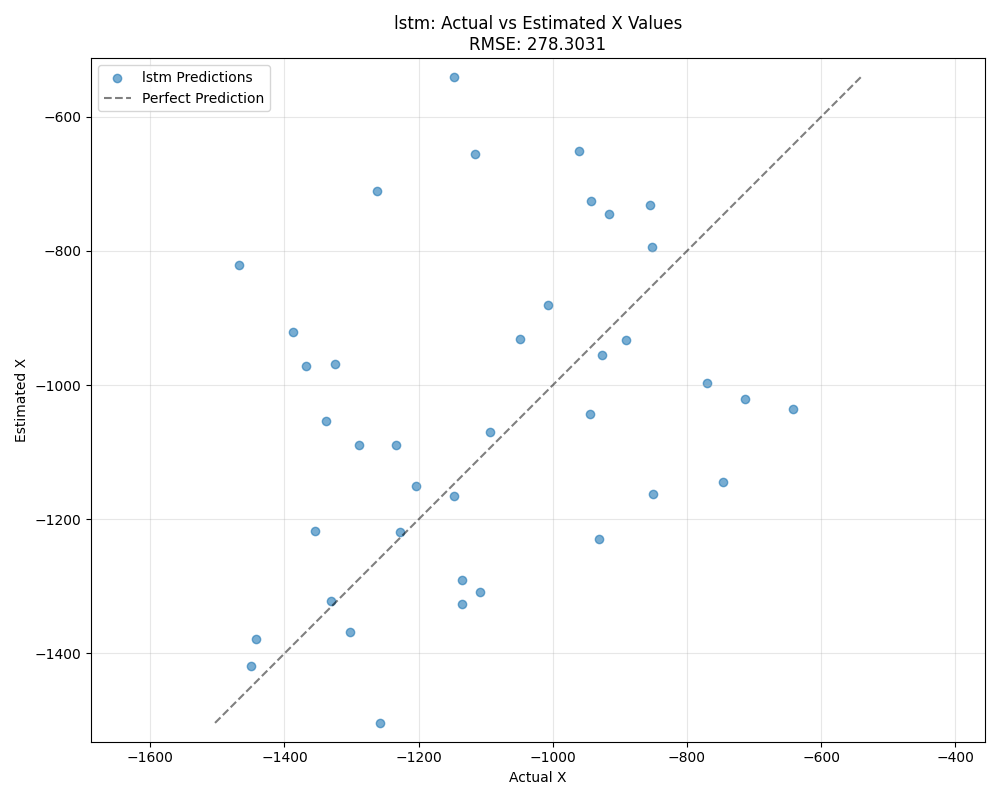 lstm: Actual vs Estimated X Values
RMSE: 278.3031
lstm Predictions
Perfect Prediction
−600
−800
−1000
−1200
−1400
Estimated X
−1600
−1400
−1200
−1000
−800
−600
−400
Actual X